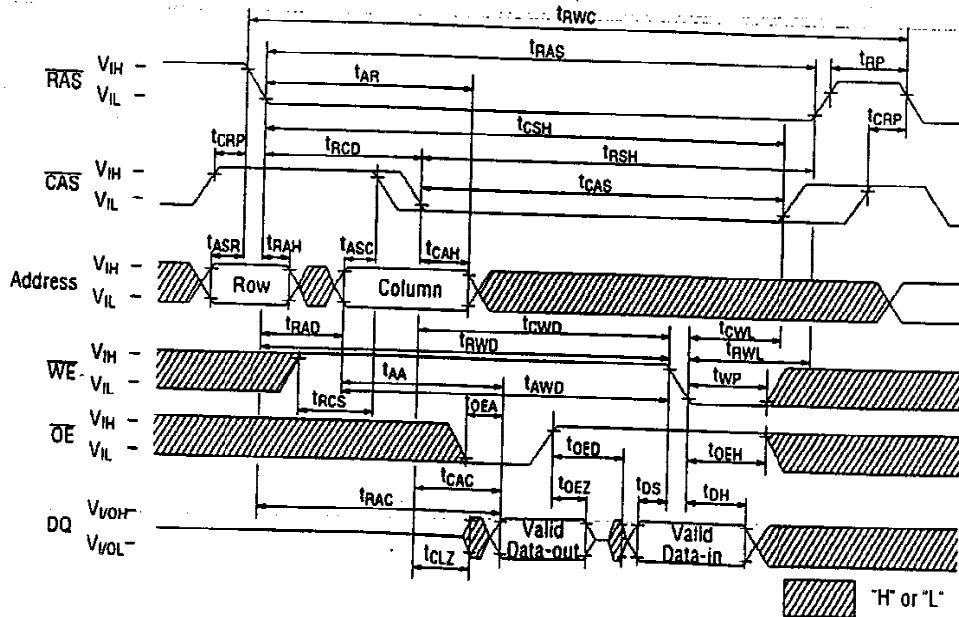 tRWC
tRAS
tRP
tAR
RAS
VIH
VIL
tCSH
tCRP
tCRP
tRCD
tRSH
CAS
VIH
VIL
tCAS
tASR
tRAH
tASC
tCAH
Address
VIH
VIL
Row
Column
tRAD
tCWD
tCWL
tRWD
tRWL
WE
VIH
VIL
tAA
tAWD
tWP
tRCS
tOEA
OE
VIH
VIL
tOED
tOEH
tCAC
tOEZ
tDS
tDH
tRAC
DQ
VI/OH
VI/OL
Valid
Data-out
Valid
Data-in
tCLZ
"H" or "L"